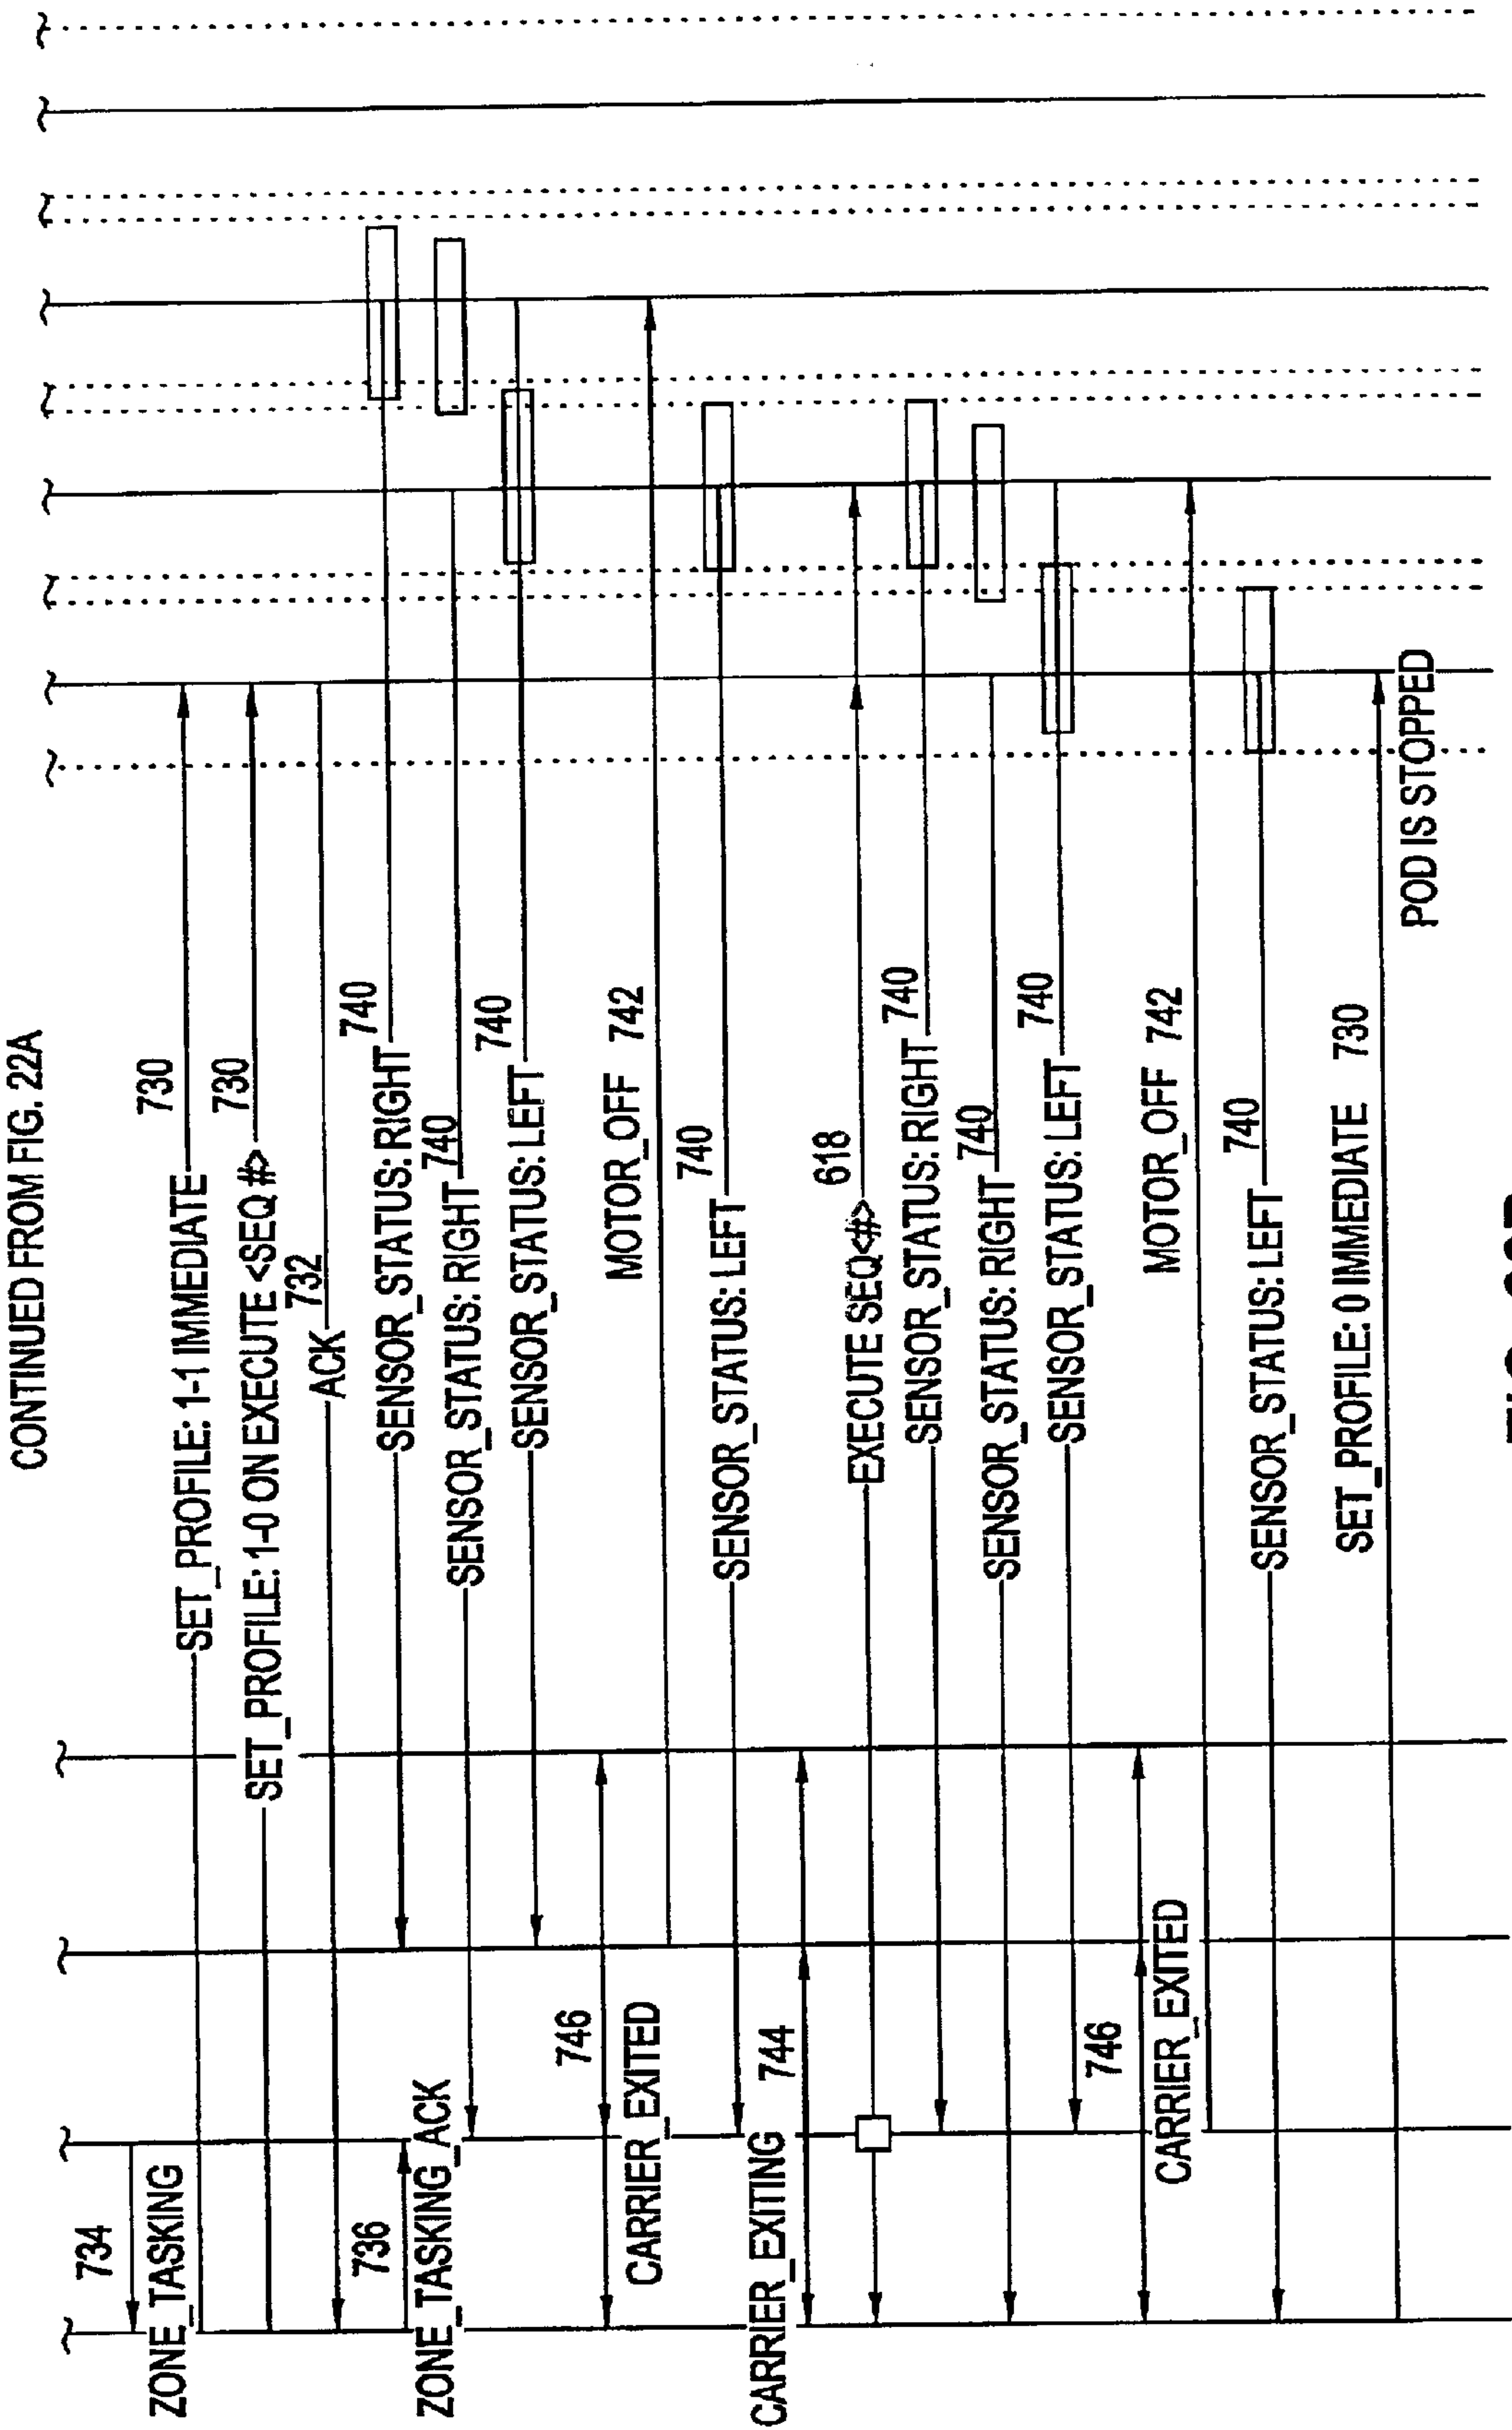 CONTINUED FROM FIG. 22A
734
ZONE_TASKING
730
SET_PROFILE: 1-1 IMMEDIATE
730
SET_PROFILE: 1-0 ON EXECUTE <SEQ #>
732
ACK
736
ZONE_TASKING_ACK
740
SENSOR_STATUS: RIGHT
740
SENSOR_STATUS: RIGHT
740
SENSOR_STATUS: LEFT
746
CARRIER_EXITED
MOTOR_OFF 742
740
SENSOR_STATUS: LEFT
744
CARRIER_EXITING
618
EXECUTE SEQ<#>
740
SENSOR_STATUS: RIGHT
740
SENSOR_STATUS: RIGHT
740
SENSOR_STATUS: LEFT
746
CARRIER_EXITED
MOTOR_OFF 742
740
SENSOR_STATUS: LEFT
SET_PROFILE: 0 IMMEDIATE 730
POD IS STOPPED